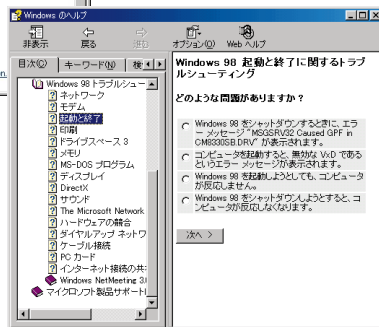 Windows のヘルプ
非表示
戻る
進む
オプション(O)
Web ヘルプ
目次(C)
キーワード(N)
検
Windows 98 トラブルシュー
ネットワーク
モデム
起動と終了
印刷
ドライブスペース 3
メモリ
MS-DOS プログラム
ディスプレイ
DirectX
サウンド
The Microsoft Network
ハードウェアの競合
ダイヤルアップ ネットワ
ケーブル接続
PC カード
インターネット接続の共
Windows NetMeeting 3.
マイクロソフト製品サポート
Windows 98 起動と終了に関するトラブ
ルシューティング
どのような問題がありますか ?
Windows 98 をシャットダウンするときに、エラ
ー メッセージ "MSGSRV32 Caused GPF in
CM8330SB.DRV" が表示されます。
コンピュータを起動すると、無効な VxD である
というエラー メッセージが表示されます。
Windows 98 を起動しようとしても、コンピュータ
が反応しません。
Windows 98 をシャットダウンしようとすると、コ
ンピュータが反応しなくなります。
次へ >